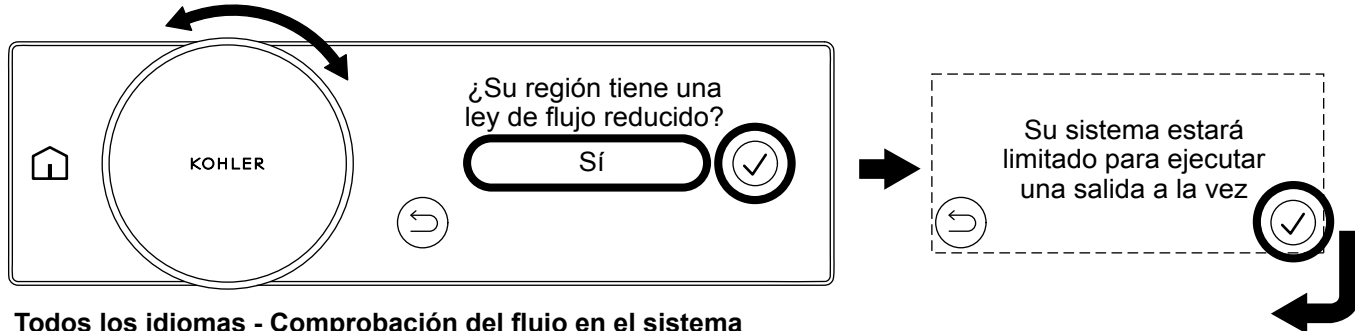 ¿Su región tiene una
ley de flujo reducido?
Sí
KOHLER
Su sistema estará
limitado para ejecutar
una salida a la vez
Todos los idiomas - Comprobación del flujo en el sistema